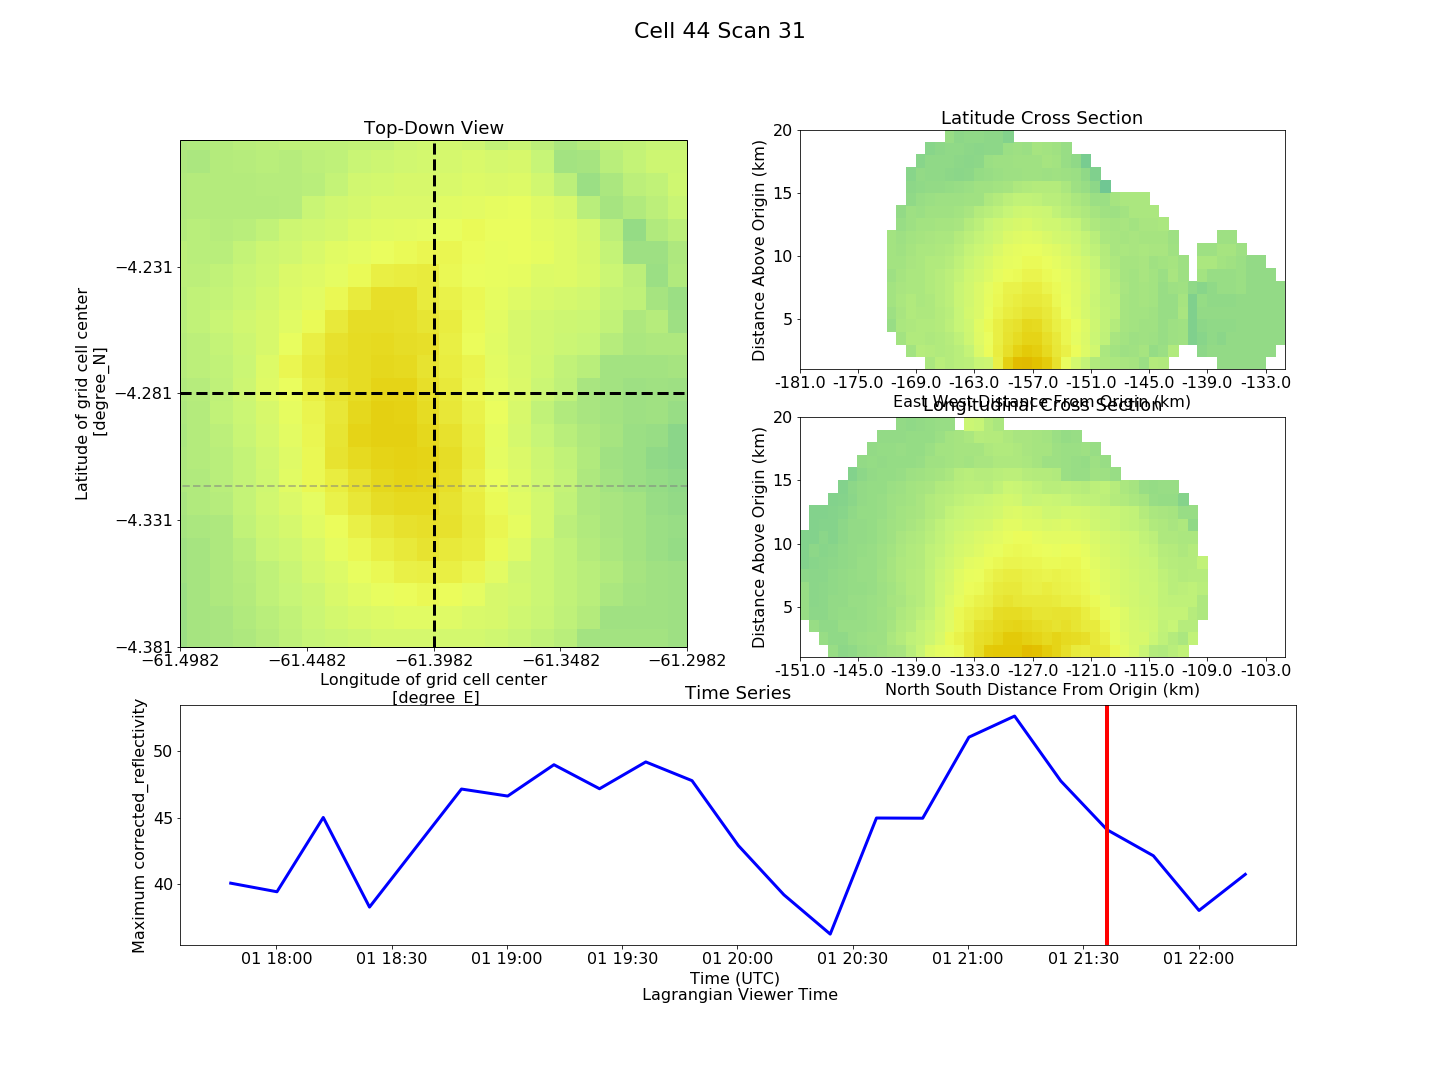 Cell 44 Scan 31
Top-Down View
Latitude of grid cell center
[degree_N]
−4.231
−4.281
−4.331
−4.381
−61.4982 −61.4482 −61.3982 −61.3482 −61.2982
Longitude of grid cell center
[degree_E]
Latitude Cross Section
Distance Above Origin (km)
20
15
10
5
-181.0 -175.0 -169.0 -163.0 -157.0 -151.0 -145.0 -139.0 -133.0
East West Distance From Origin (km)
Longitudinal Cross Section
Distance Above Origin (km)
20
15
10
5
-151.0 -145.0 -139.0 -133.0 -127.0 -121.0 -115.0 -109.0 -103.0
North South Distance From Origin (km)
Time Series
Maximum corrected_reflectivity
50
45
40
01 18:00 01 18:30 01 19:00 01 19:30 01 20:00 01 20:30 01 21:00 01 21:30 01 22:00
Time (UTC)
Lagrangian Viewer Time